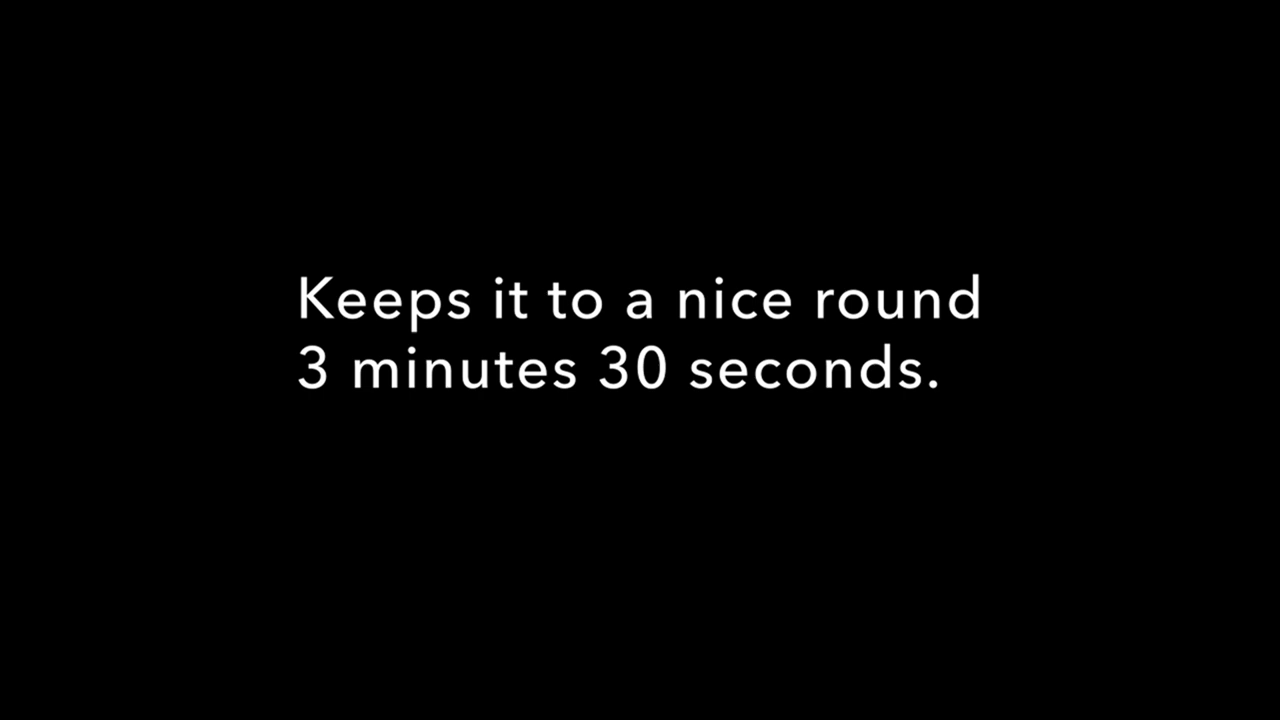 Keeps it to a nice round
3 minutes 30 seconds.